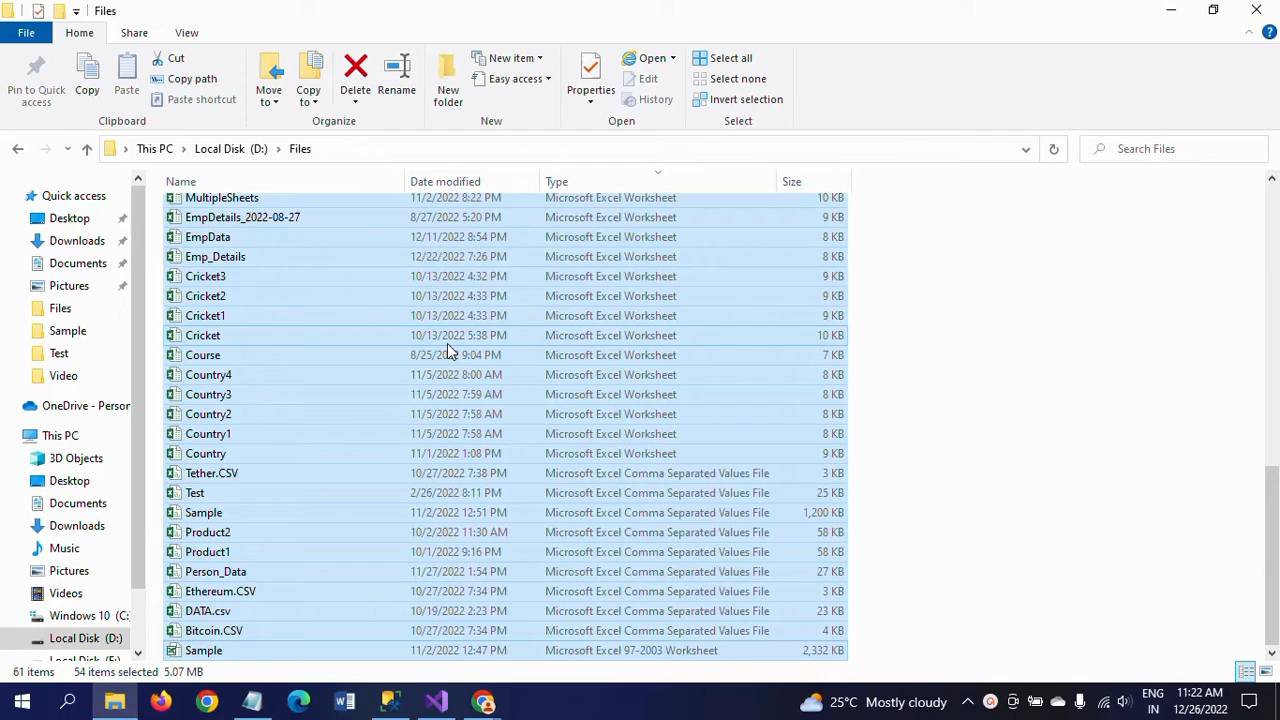 Files
File Home Share View
Pin to Quick access
Copy
Paste
Cut
Copy path
Paste shortcut
Clipboard
Move to
Copy to
Delete
Rename
Organize
New folder
New item
Easy access
New
Properties
Open
Edit
History
Open
Select all
Select none
Invert selection
Select
This PC > Local Disk (D:) > Files
Search Files
Quick access
Desktop
Downloads
Documents
Pictures
Files
Sample
Test
Video
OneDrive - Person
This PC
3D Objects
Desktop
Documents
Downloads
Music
Pictures
Videos
Windows 10 (C:
Local Disk (D:)
Name Date modified Type Size
MultipleSheets 11/2/2022 8:22 PM Microsoft Excel Worksheet 10 KB
EmpDetails_2022-08-27 8/27/2022 5:20 PM Microsoft Excel Worksheet 9 KB
EmpData 12/11/2022 8:54 PM Microsoft Excel Worksheet 8 KB
Emp_Details 12/22/2022 7:26 PM Microsoft Excel Worksheet 8 KB
Cricket3 10/13/2022 4:32 PM Microsoft Excel Worksheet 9 KB
Cricket2 10/13/2022 4:33 PM Microsoft Excel Worksheet 9 KB
Cricket1 10/13/2022 4:33 PM Microsoft Excel Worksheet 9 KB
Cricket 10/13/2022 5:38 PM Microsoft Excel Worksheet 10 KB
Course 9:04 PM Microsoft Excel Worksheet 7 KB
Country4 11/5/2022 8:00 AM Microsoft Excel Worksheet 8 KB
Country3 11/5/2022 7:59 AM Microsoft Excel Worksheet 8 KB
Country2 11/5/2022 7:58 AM Microsoft Excel Worksheet 8 KB
Country1 11/5/2022 7:58 AM Microsoft Excel Worksheet 8 KB
Country 11/1/2022 1:08 PM Microsoft Excel Worksheet 9 KB
Tether.CSV 10/27/2022 7:38 PM Microsoft Excel Comma Separated Values File 3 KB
Test 2/26/2022 8:11 PM Microsoft Excel Comma Separated Values File 25 KB
Sample 11/2/2022 12:51 PM Microsoft Excel Comma Separated Values File 1,200 KB
Product2 10/2/2022 11:30 AM Microsoft Excel Comma Separated Values File 58 KB
Product1 10/1/2022 9:16 PM Microsoft Excel Comma Separated Values File 58 KB
Person_Data 11/27/2022 1:54 PM Microsoft Excel Comma Separated Values File 27 KB
Ethereum.CSV 10/27/2022 7:34 PM Microsoft Excel Comma Separated Values File 3 KB
DATA.csv 10/19/2022 2:23 PM Microsoft Excel Comma Separated Values File 23 KB
Bitcoin.CSV 10/27/2022 7:34 PM Microsoft Excel Comma Separated Values File 4 KB
Sample 11/2/2022 12:47 PM Microsoft Excel 97-2003 Worksheet 2,332 KB
61 items 54 items selected 5.07 MB
25°C Mostly cloudy
ENG
IN
11:22 AM
12/26/2022